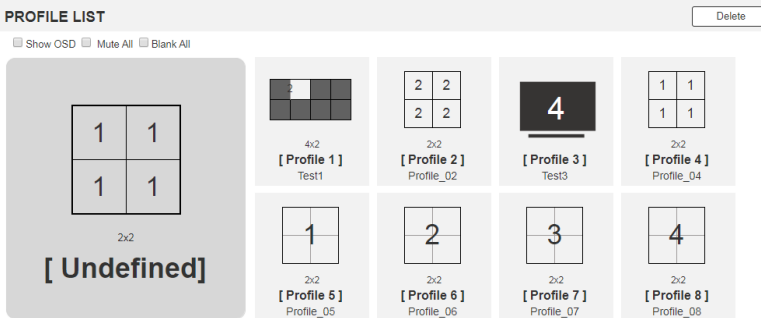 PROFILE LIST
Delete
Show OSD Mute All Blank All
1 1
1 1
2x2
[ Undefined]
2
4x2
[ Profile 1 ]
Test1
2 2
2 2
2x2
[ Profile 2 ]
Profile_02
4
[ Profile 3 ]
Test3
1 1
1 1
2x2
[ Profile 4 ]
Profile_04
1
2x2
[ Profile 5 ]
Profile_05
2
2x2
[ Profile 6 ]
Profile_06
3
2x2
[ Profile 7 ]
Profile_07
4
2x2
[ Profile 8 ]
Profile_08